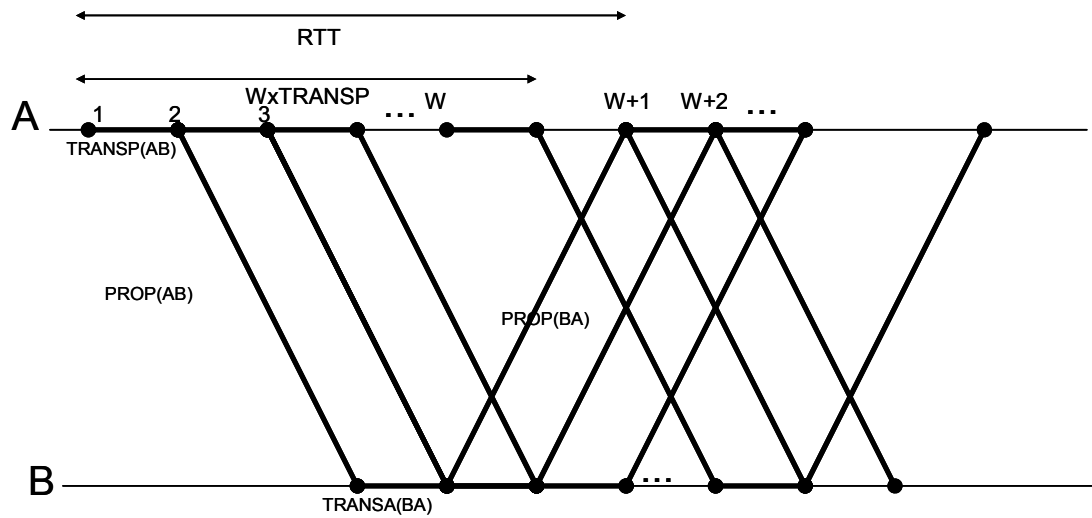 RTT
WxTRANSP
A 1 2 3 ... W W+1 W+2 ...
TRANSP(AB)
PROP(AB)
PROP(BA)
B ...
TRANSA(BA)